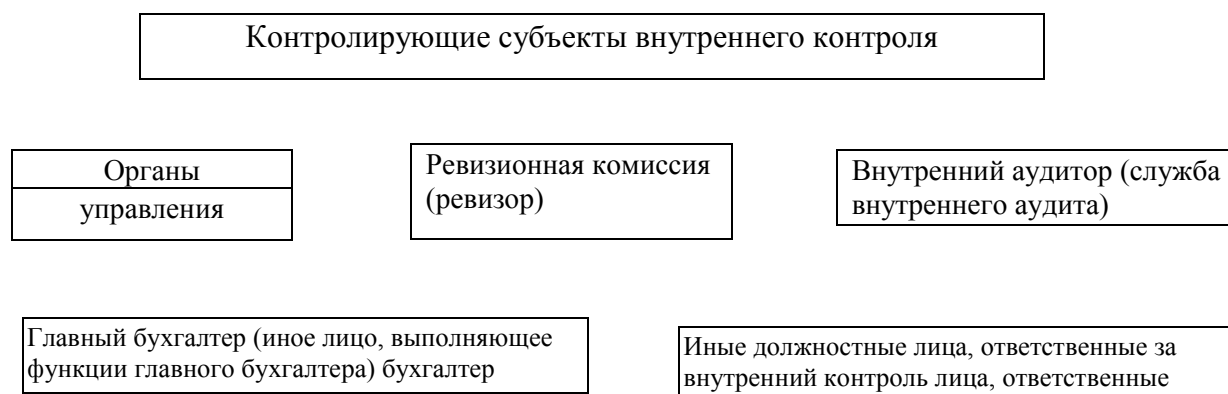 Контролирующие субъекты внутреннего контроля
Органы
управления
Ревизионная комиссия
(ревизор)
Внутренний аудитор (служба
внутреннего аудита)
Главный бухгалтер (иное лицо, выполняющее
функции главного бухгалтера) бухгалтер
Иные должностные лица, ответственные за
внутренний контроль лица, ответственные